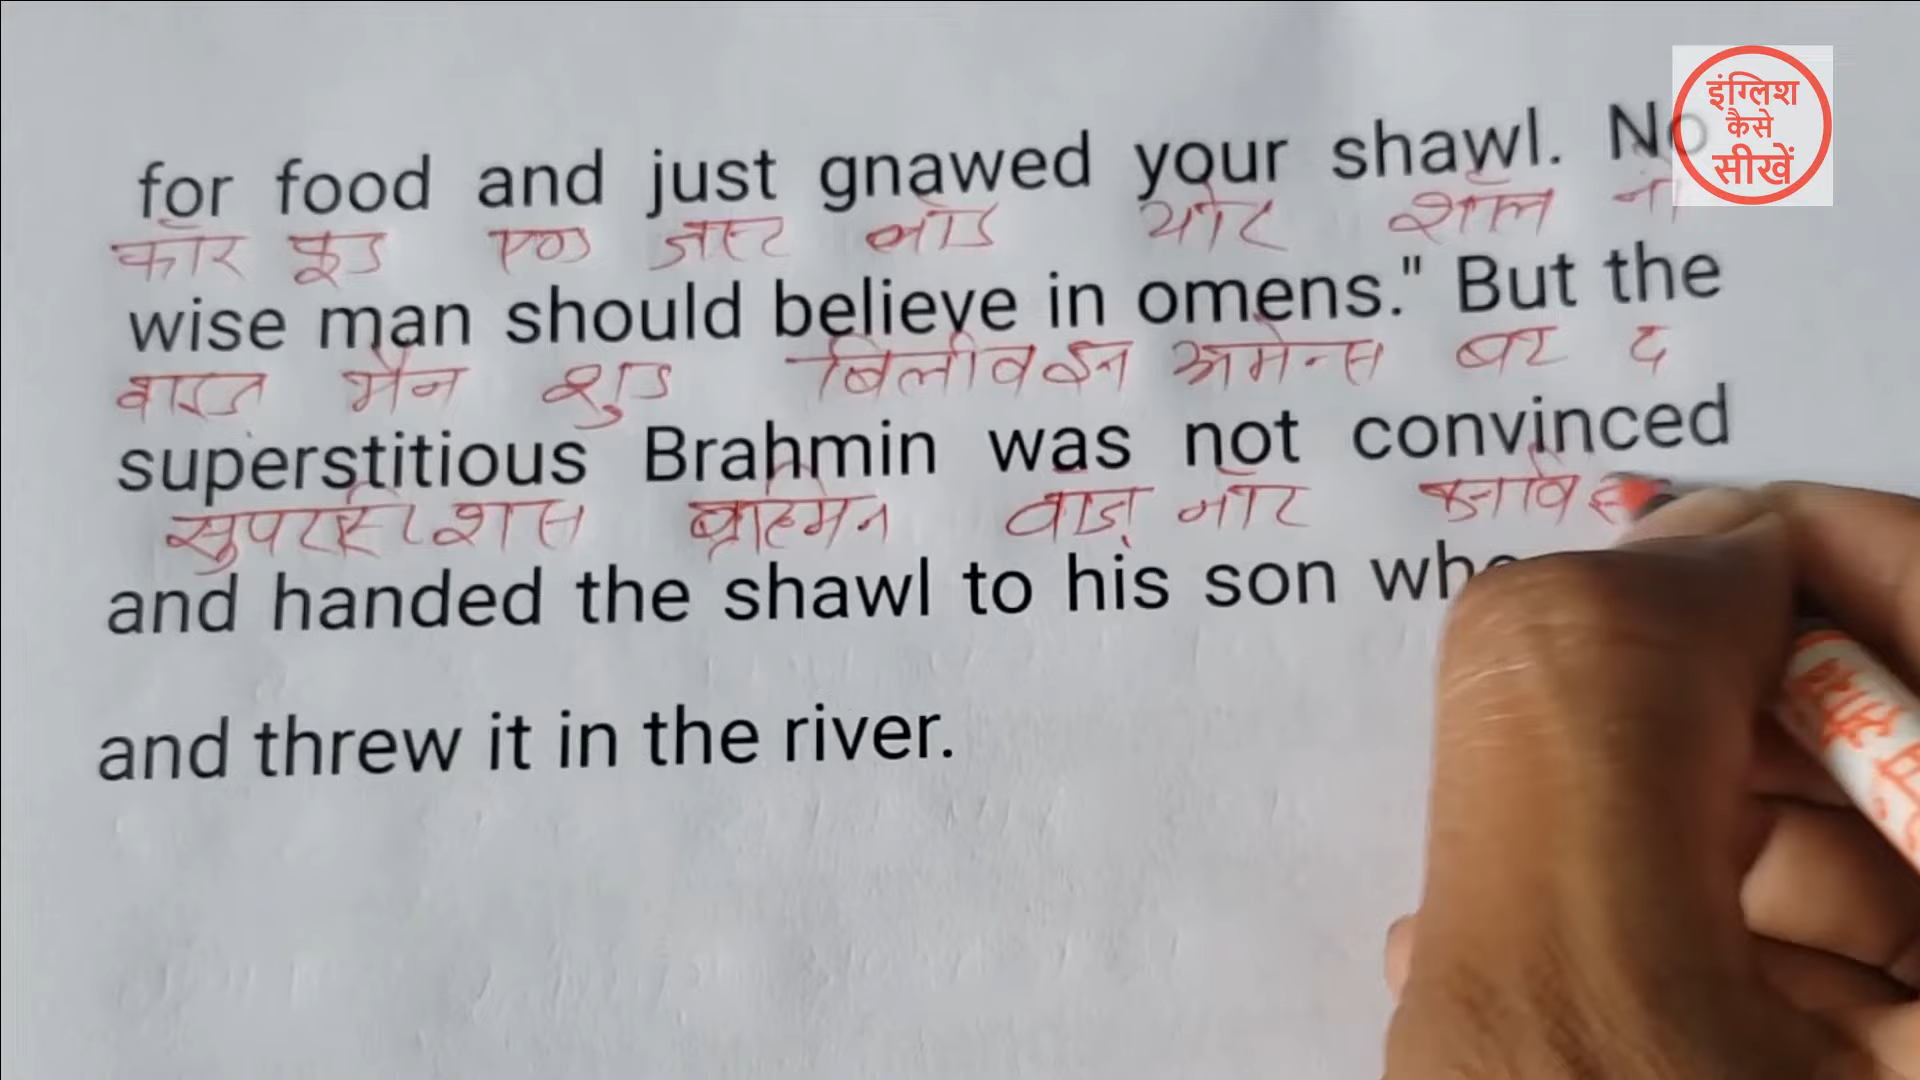 for food and just gnawed your shawl. No
फॉर फूड एण्ड जस्ट नॉड योर शॉल नो
wise man should believe in omens." But the
वाइज मैन शुड बिलीव इन अमेन्स बट द
superstitious Brahmin was not convinced
सुपरस्टिशस ब्राह्मिन वाज़ नॉट
and handed the shawl to his son
and threw it in the river.
इंग्लिश
कैसे
सीखें